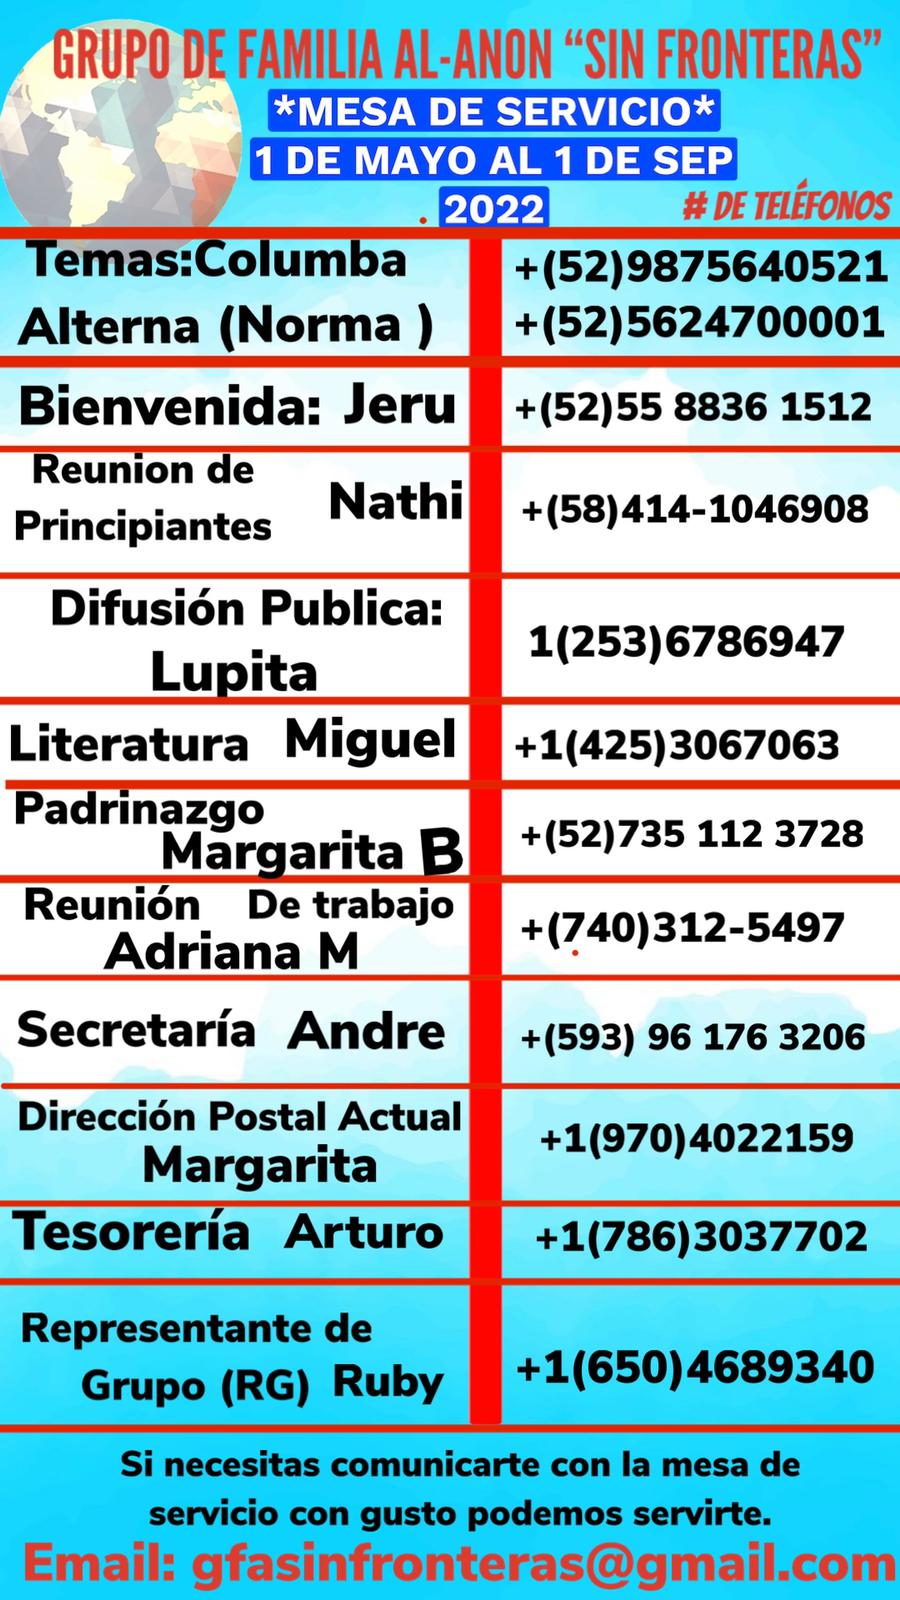 GRUPO DE FAMILIA AL-ANON “SIN FRONTERAS”
*MESA DE SERVICIO*
1 DE MAYO AL 1 DE SEP
. 2022
# DE TELÉFONOS
Temas:Columba +(52)9875640521
Alterna (Norma ) +(52)5624700001
Bienvenida: Jeru +(52)55 8836 1512
Reunion de
Principiantes Nathi +(58)414-1046908
Difusión Publica:
Lupita 1(253)6786947
Literatura Miguel +1(425)3067063
Padrinazgo
Margarita B +(52)735 112 3728
Reunión De trabajo
Adriana M +(740)312-5497
Secretaría Andre +(593) 96 176 3206
Dirección Postal Actual
Margarita +1(970)4022159
Tesorería Arturo +1(786)3037702
Representante de
Grupo (RG) Ruby +1(650)4689340
Si necesitas comunicarte con la mesa de
servicio con gusto podemos servirte.
Email: gfasinfronteras@gmail.com